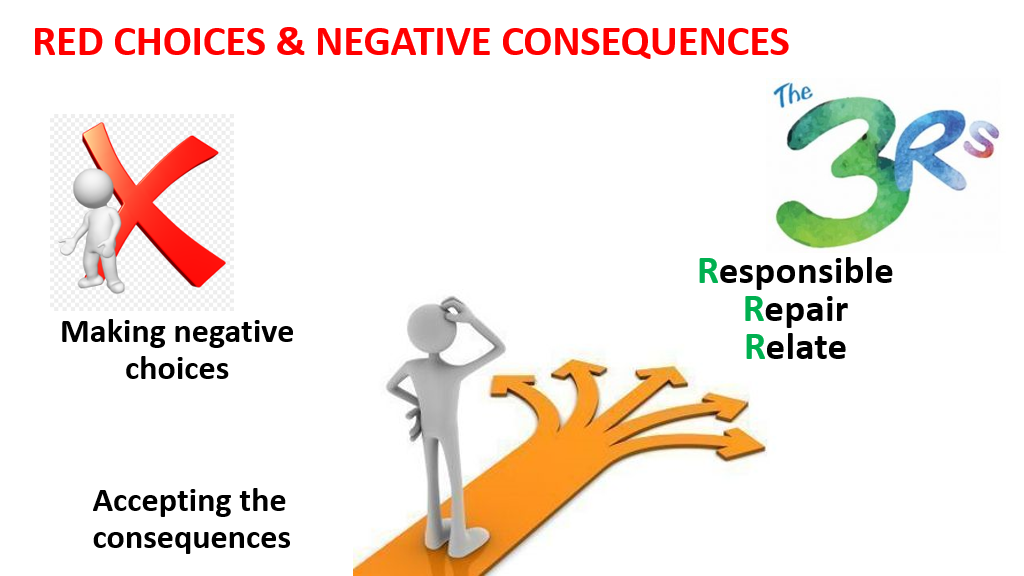 RED CHOICES & NEGATIVE CONSEQUENCES
The
3Rs
Responsible
Repair
Relate
Making negative
choices
Accepting the
consequences